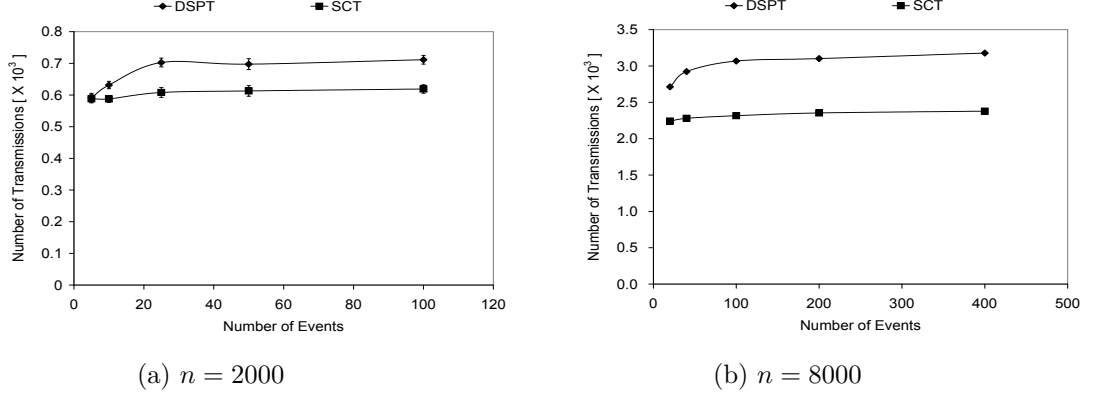 DSPT SCT
Number of Transmissions [ X 10³ ]
0.8
0.7
0.6
0.5
0.4
0.3
0.2
0.1
0
0 20 40 60 80 100 120
Number of Events
(a) n = 2000
DSPT SCT
Number of Transmissions [ X 10³ ]
3.5
3.0
2.5
2.0
1.5
1.0
0.5
0.0
0 100 200 300 400 500
Number of Events
(b) n = 8000